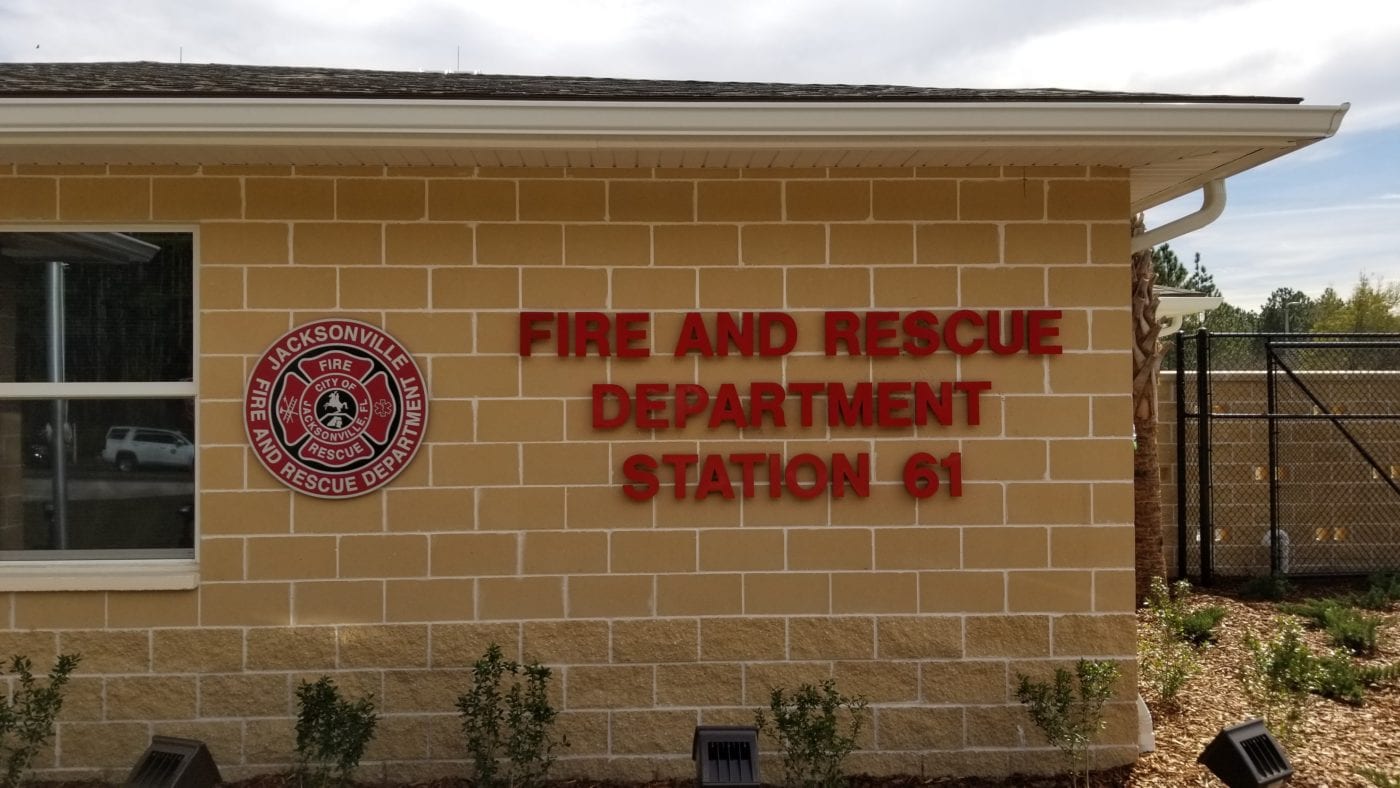 JACKSONVILLE
FIRE AND RESCUE DEPARTMENT
FIRE
CITY OF
JACKSONVILLE, FL
RESCUE
FIRE AND RESCUE
DEPARTMENT
STATION 61